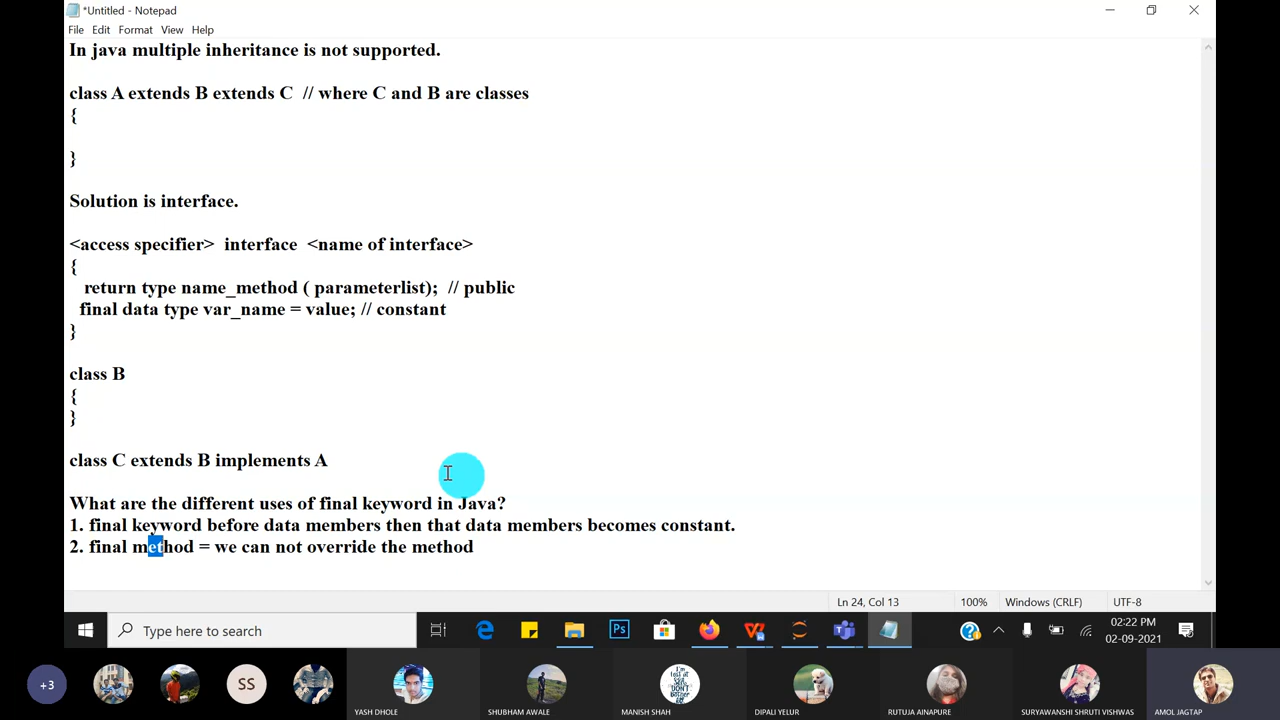 *Untitled - Notepad
File Edit Format View Help
In java multiple inheritance is not supported.
class A extends B extends C // where C and B are classes
{
}
Solution is interface.
<access specifier> interface <name of interface>
{
return type name_method ( parameterlist); // public
final data type var_name = value; // constant
}
class B
{
}
class C extends B implements A
What are the different uses of final keyword in Java?
1. final keyword before data members then that data members becomes constant.
2. final method = we can not override the method
Ln 24, Col 13 100% Windows (CRLF) UTF-8
Type here to search
Ps
02:22 PM
02-09-2021
+3
SS
YASH DHOLE
SHUBHAM AWALE
MANISH SHAH
DIPALI YELUR
RUTUJA AINAPURE
SURYAWANSHI SHRUTI VISHWAS
AMOL JAGTAP